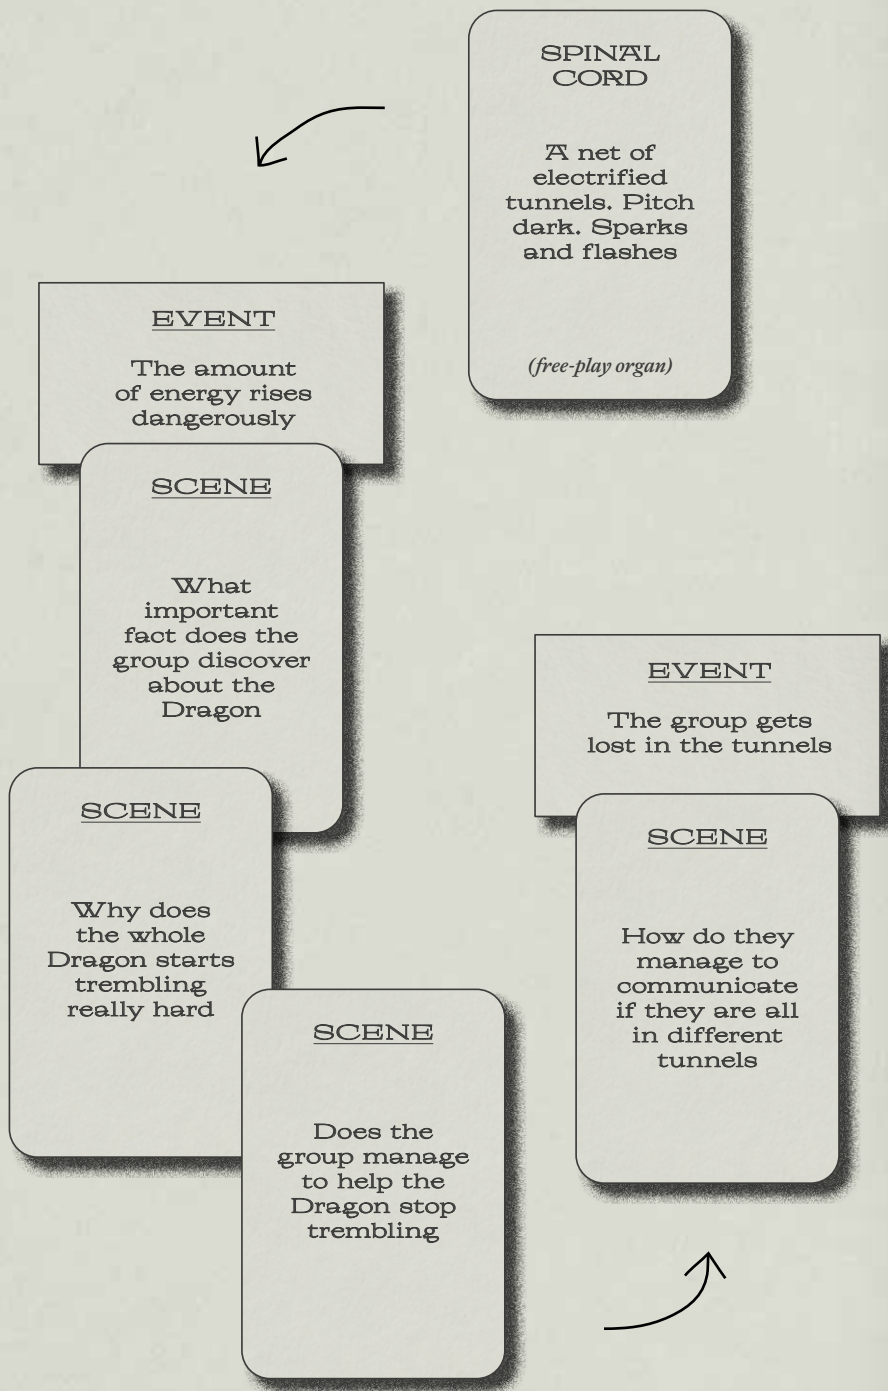 SPINAL
CORD
A net of
electrified
tunnels. Pitch
dark. Sparks
and flashes
(free-play organ)
EVENT
The amount
of energy rises
dangerously
SCENE
What
important
fact does the
group discover
about the
Dragon
SCENE
Why does
the whole
Dragon starts
trembling
really hard
SCENE
Does the
group manage
to help the
Dragon stop
trembling
EVENT
The group gets
lost in the tunnels
SCENE
How do they
manage to
communicate
if they are all
in different
tunnels